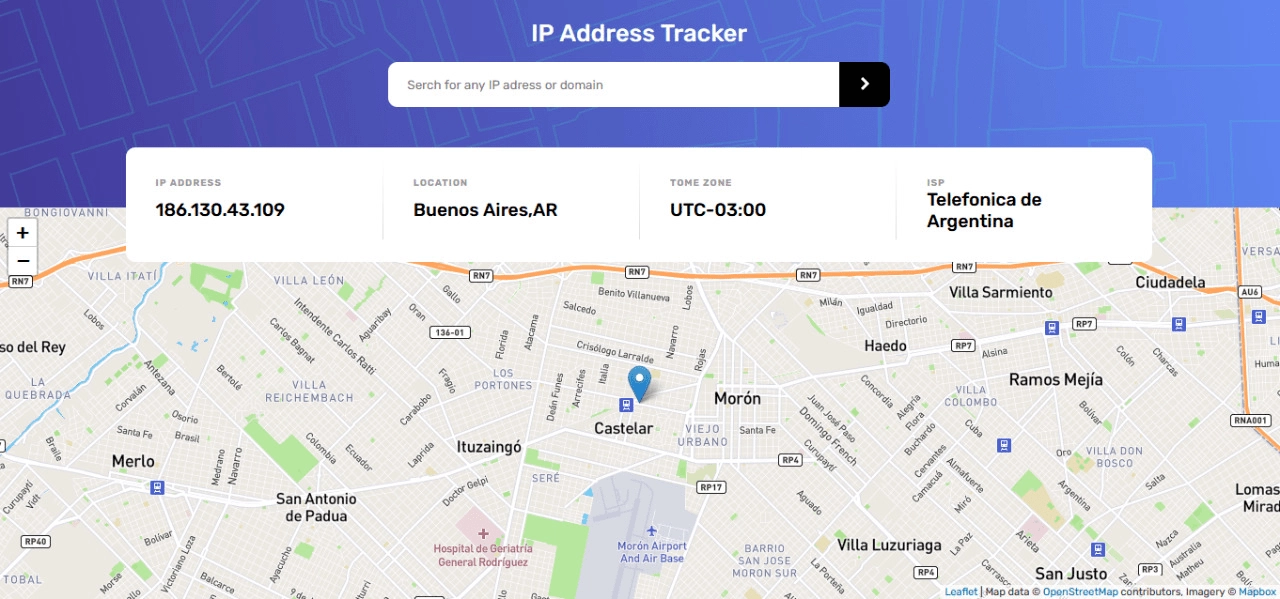 IP Address Tracker
Serch for any IP adress or domain
IP ADDRESS
186.130.43.109
LOCATION
Buenos Aires,AR
TOME ZONE
UTC-03:00
ISP
Telefonica de
Argentina
+
−
BONGIOVANNI
VERSA
RN7
RN7
RN7
RN7
RN7
VILLA ITATÍ
VILLA LEÓN
Gallo
Benito Villanueva
Lobos
Villa Sarmiento
Ciudadela
AU6
Lobos
Intendente Carlos Ratti
Carlos Bagnat
Aguaribay
Oran
136-01
Salcedo
Milán
Igualdad
Directorio
RP7
so del Rey
Florida
Atacama
Crisólogo Larralde
Navarro
Rojas
Haedo
RP7
Alsina
Colón
Charcas
LI
Huma
LA
QUEBRADA
Antezana
Corvalán
Bertolé
VILLA
REICHEMBACH
Fragio
LOS
PORTONES
Deán Funes
Arrecifes
Italia
Morón
Concordia
VILLA
COLOMBO
Ramos Mejía
Osorio
Santa Fe
Brasil
Carabobo
Castelar
VIEJO
URBANO
Santa Fe
Juan José Paso
Domingo French
Curupaytí
Alegria
Flora
Buchardo
Cuba
Bolívar
RNA001
Braile
Merlo
Medrano
Navarro
Colombia
Ecuador
Laprida
Ituzaingó
RP4
Cervantes
Camacuá
Almafuerte
Miró
Oro
VILLA DON
BOSCO
Curupaytí
Vidt
San Antonio
de Padua
Doctor Gelpi
SERÉ
RP17
Aguado
Argentina
Salta
Lomas
Mirad
RP40
Bolívar
Victoriano Loza
Ayacucho
Hospital de Geriatría
General Rodríguez
Morón Airport
And Air Base
BARRIO
SAN JOSE
MORON SUR
Villa Luzuriaga
La Paz
Arieta
Nazca
Australia
Matheu
TOBAL
Morse
Balcarce
La Porteña
RP4
Carrasco
San Justo
RP3
Leaflet | Map data © OpenStreetMap contributors, Imagery © Mapbox